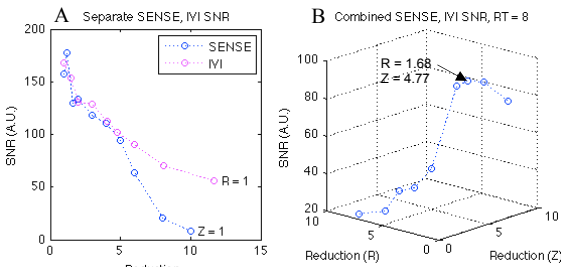 A Separate SENSE, IVI SNR
200
150
100
50
0
SNR (A.U.)
SENSE
IVI
R = 1
Z = 1
0 5 10 15
B Combined SENSE, IVI SNR, RT = 8
100
80
60
40
20
SNR (A.U.)
R = 1.68
Z = 4.77
10 5 0
0 5 10
Reduction (R) Reduction (Z)